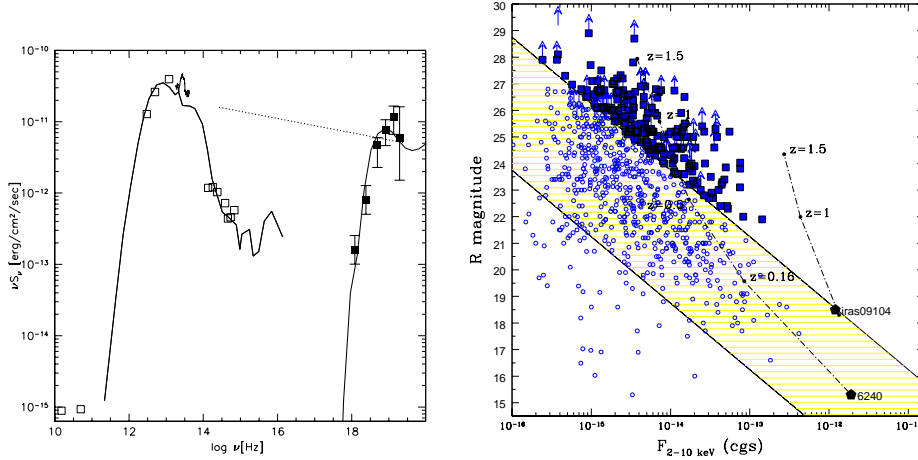 10⁻¹⁰
10⁻¹¹
10⁻¹²
10⁻¹³
10⁻¹⁴
10⁻¹⁵
νSν [erg/cm²/sec]
10 12 14 16 18
log ν[Hz]
30
29
28
27
26
25
24
23
22
21
20
19
18
17
16
15
R magnitude
z=1.5
z=1.5
z=1
z=0.16
iras09104
6240
10⁻¹⁶ 10⁻¹⁵ 10⁻¹⁴ 10⁻¹³ 10⁻¹²
F₂₋₁₀ keV (cgs)